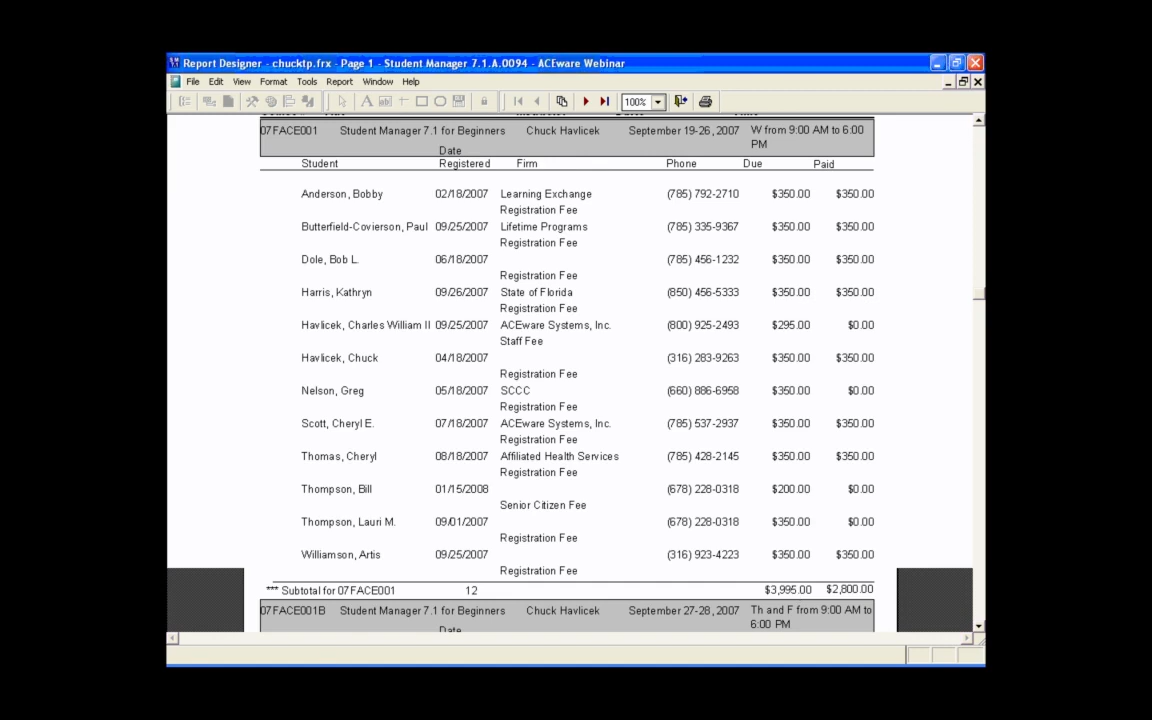 Report Designer - chucktp.frx - Page 1 - Student Manager 7.1.A.0094 - ACEware Webinar
File Edit View Format Tools Report Window Help
100%
07FACE001 Student Manager 7.1 for Beginners Chuck Havlicek September 19-26, 2007 W from 9:00 AM to 6:00
PM
Date
Student Registered Firm Phone Due Paid
Anderson, Bobby 02/18/2007 Learning Exchange (785) 792-2710 $350.00 $350.00
Registration Fee
Butterfield-Covierson, Paul 09/25/2007 Lifetime Programs (785) 335-9367 $350.00 $350.00
Registration Fee
Dole, Bob L. 06/18/2007 (785) 456-1232 $350.00 $350.00
Registration Fee
Harris, Kathryn 09/26/2007 State of Florida (850) 456-5333 $350.00 $350.00
Registration Fee
Havlicek, Charles William II 09/25/2007 ACEware Systems, Inc. (800) 925-2493 $295.00 $0.00
Staff Fee
Havlicek, Chuck 04/18/2007 (316) 283-9263 $350.00 $350.00
Registration Fee
Nelson, Greg 05/18/2007 SCCC (660) 886-6958 $350.00 $0.00
Registration Fee
Scott, Cheryl E. 07/18/2007 ACEware Systems, Inc. (785) 537-2937 $350.00 $350.00
Registration Fee
Thomas, Cheryl 08/18/2007 Affiliated Health Services (785) 428-2145 $350.00 $350.00
Registration Fee
Thompson, Bill 01/15/2008 (678) 228-0318 $200.00 $0.00
Senior Citizen Fee
Thompson, Lauri M. 09/01/2007 (678) 228-0318 $350.00 $0.00
Registration Fee
Williamson, Artis 09/25/2007 (316) 923-4223 $350.00 $350.00
Registration Fee
*** Subtotal for 07FACE001 12 $3,995.00 $2,800.00
07FACE001B Student Manager 7.1 for Beginners Chuck Havlicek September 27-28, 2007 Th and F from 9:00 AM to
6:00 PM
Date